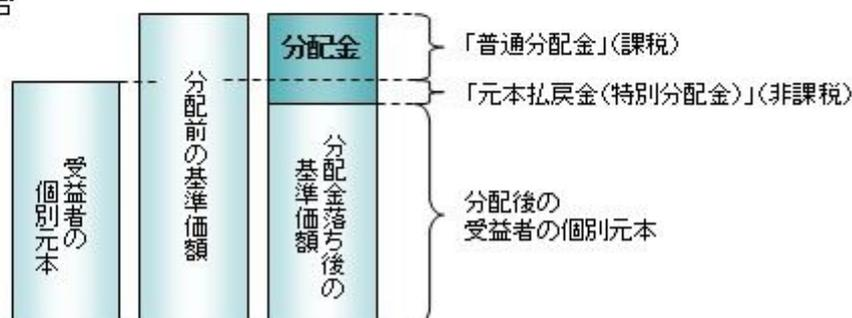 受益者の
個別元本
分配前の基準価額
分配金
分配金落ち後の
基準価額
「普通分配金」(課税)
「元本払戻金(特別分配金)」(非課税)
分配後の
受益者の個別元本